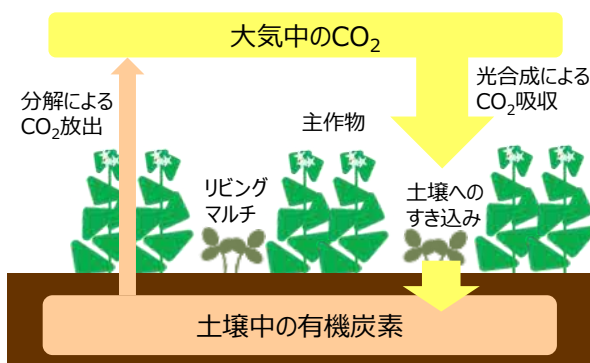 大気中のCO₂
分解による
CO₂放出
光合成による
CO₂吸収
主作物
リビング
マルチ
土壌への
すき込み
土壌中の有機炭素